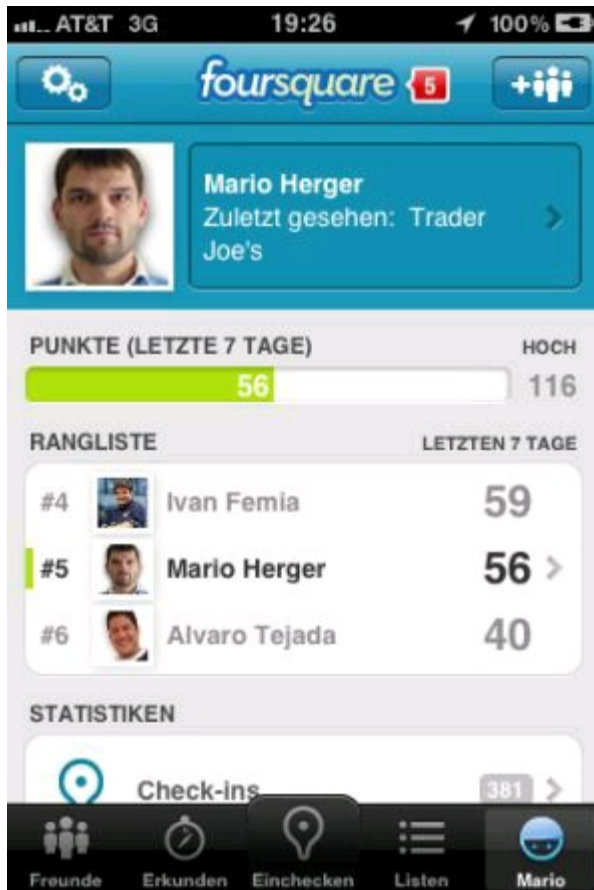 AT&T 3G 19:26 100%
foursquare 5
Mario Herger
Zuletzt gesehen: Trader
Joe's
PUNKTE (LETZTE 7 TAGE) HOCH
56 116
RANGLISTE LETZTEN 7 TAGE
#4 Ivan Femia 59
#5 Mario Herger 56
#6 Alvaro Tejada 40
STATISTIKEN
Check-ins 381
Freunde Erkunden Einchecken Listen Mario